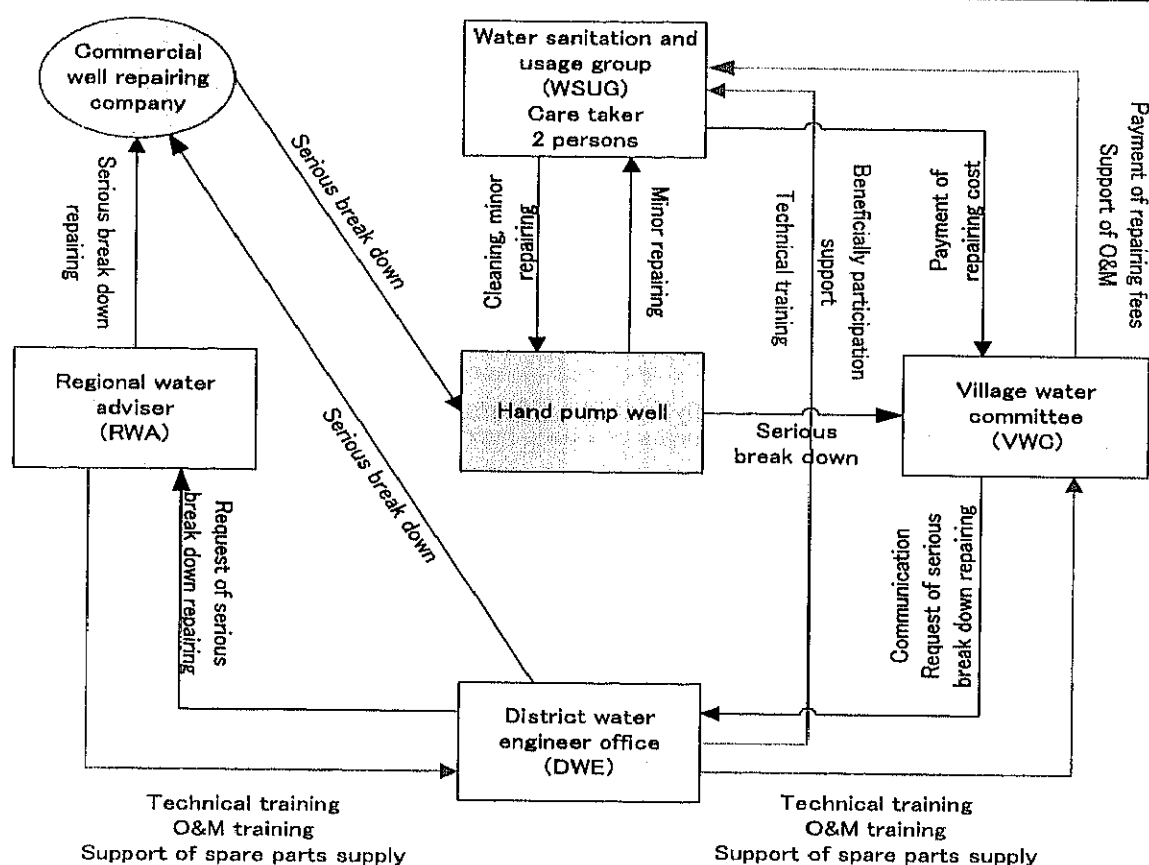 Commercial
well repairing
company
Water sanitation and
usage group
(WSUG)
Care taker
2 persons
Serious break down
repairing
Serious break down
Cleaning, minor
repairing
Minor repairing
Technical training
support
Beneficially participation
Payment of
repairing cost
Payment of repairing fees
Support of O&M
Regional water
adviser
(RWA)
Hand pump well
Serious
break down
Village water
committee
(VWC)
Serious break down
Request of serious
break down repairing
Communication
Request of serious
break down repairing
District water
engineer office
(DWE)
Technical training
O&M training
Support of spare parts supply
Technical training
O&M training
Support of spare parts supply